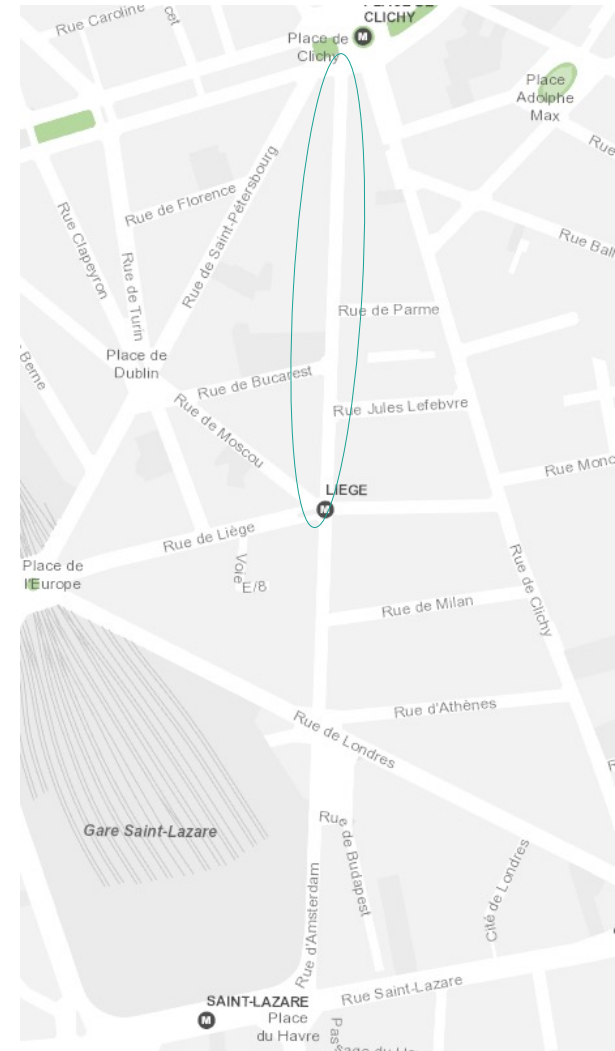 Rue Caroline
cet
CLICHY
M
Place de
Clichy
Place
Adolphe
Max
Rue
Rue de Florence
Rue de Saint-Pétersbourg
Rue Clapeyron
Rue de Turin
Rue Ball
Rue de Parme
Berne
Place de
Dublin
Rue de Bucarest
Rue Jules Lefebvre
Rue de Moscou
Rue Monc
LIEGE
M
Rue de Liège
Voie
E/8
Place de
l'Europe
Rue de Clichy
Rue de Milan
Rue d'Athènes
Rue de Londres
Gare Saint-Lazare
Rue de Budapest
Cité de Londres
Rue d'Amsterdam
Rue Saint-Lazare
SAINT-LAZARE
M
Place
du Havre